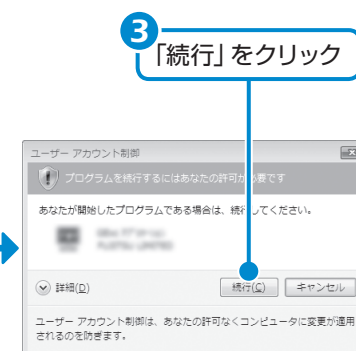 3
「続行」をクリック
ユーザー アカウント制御
プログラムを続行するにはあなたの許可が必要です
あなたが開始したプログラムである場合は、続行してください。
詳細(D)
続行(C)
キャンセル
ユーザー アカウント制御は、あなたの許可なくコンピュータに変更が適用
されるのを防ぎます。